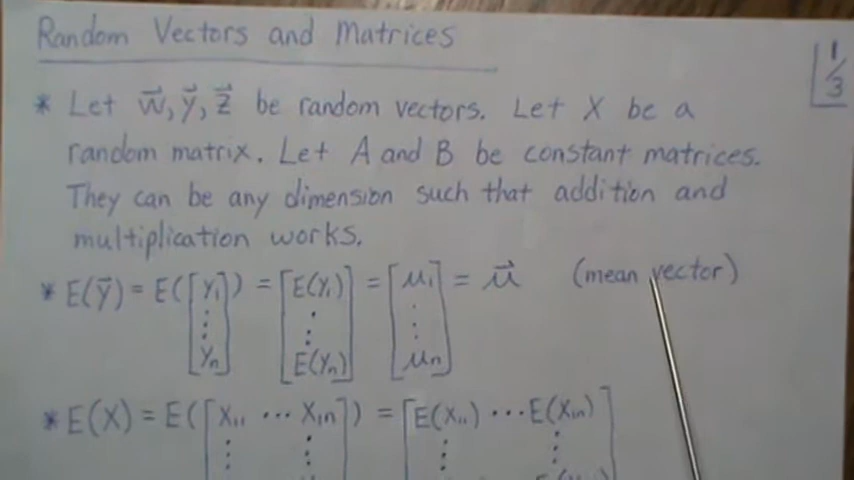 Random Vectors and Matrices
1/3
* Let w⃗, y⃗, z⃗ be random vectors. Let X be a
random matrix. Let A and B be constant matrices.
They can be any dimension such that addition and
multiplication works.
* E(y⃗) = E([y₁ ⋮ yₙ]) = [E(y₁) ⋮ E(yₙ)] = [μ₁ ⋮ μₙ] = μ⃗ (mean vector)
* E(X) = E([X₁₁ ⋯ X₁ₙ ⋮ ⋮]) = [E(X₁₁) ⋯ E(X₁ₙ) ⋮ ⋮